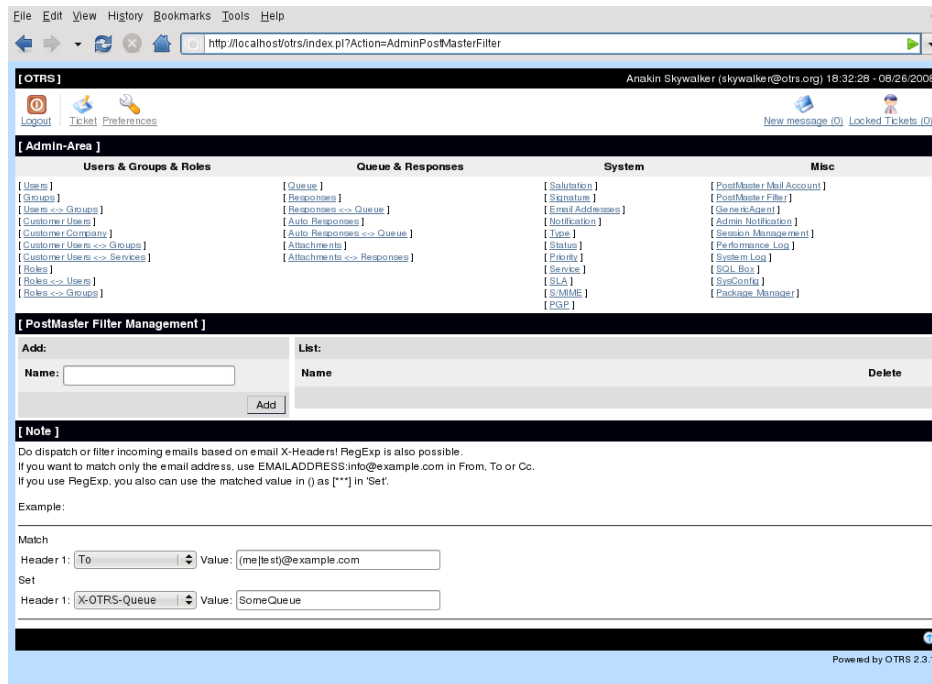 File Edit View History Bookmarks Tools Help
http://localhost/otrs/index.pl?Action=AdminPostMasterFilter
[ OTRS ] Anakin Skywalker (skywalker@otrs.org) 18:32:28 - 08/26/2008
Logout Ticket Preferences New message (0) Locked Tickets (0)
[ Admin-Area ]
Users & Groups & Roles Queue & Responses System Misc
[ Users ] [ Queue ] [ Salutation ] [ PostMaster Mail Account ]
[ Groups ] [ Responses ] [ Signature ] [ PostMaster Filter ]
[ Users <-> Groups ] [ Responses <-> Queue ] [ Email Addresses ] [ GenericAgent ]
[ Customer Users ] [ Auto Responses ] [ Notification ] [ Admin Notification ]
[ Customer Company ] [ Auto Responses <-> Queue ] [ Type ] [ Session Management ]
[ Customer Users <-> Groups ] [ Attachments ] [ Status ] [ Performance Log ]
[ Customer Users <-> Services ] [ Attachments <-> Responses ] [ Priority ] [ System Log ]
[ Roles ] [ Service ] [ SQL Box ]
[ Roles <-> Users ] [ SLA ] [ SysConfig ]
[ Roles <-> Groups ] [ S/MIME ] [ Package Manager ]
[ PGP ]
[ PostMaster Filter Management ]
Add: List:
Name: Name Delete
Add
[ Note ]
Do dispatch or filter incoming emails based on email X-Headers! RegExp is also possible.
If you want to match only the email address, use EMAILADDRESS:info@example.com in From, To or Cc.
If you use RegExp, you also can use the matched value in () as [***] in 'Set'.
Example:
Match
Header 1: To Value: (me|test)@example.com
Set
Header 1: X-OTRS-Queue Value: SomeQueue
Powered by OTRS 2.3.